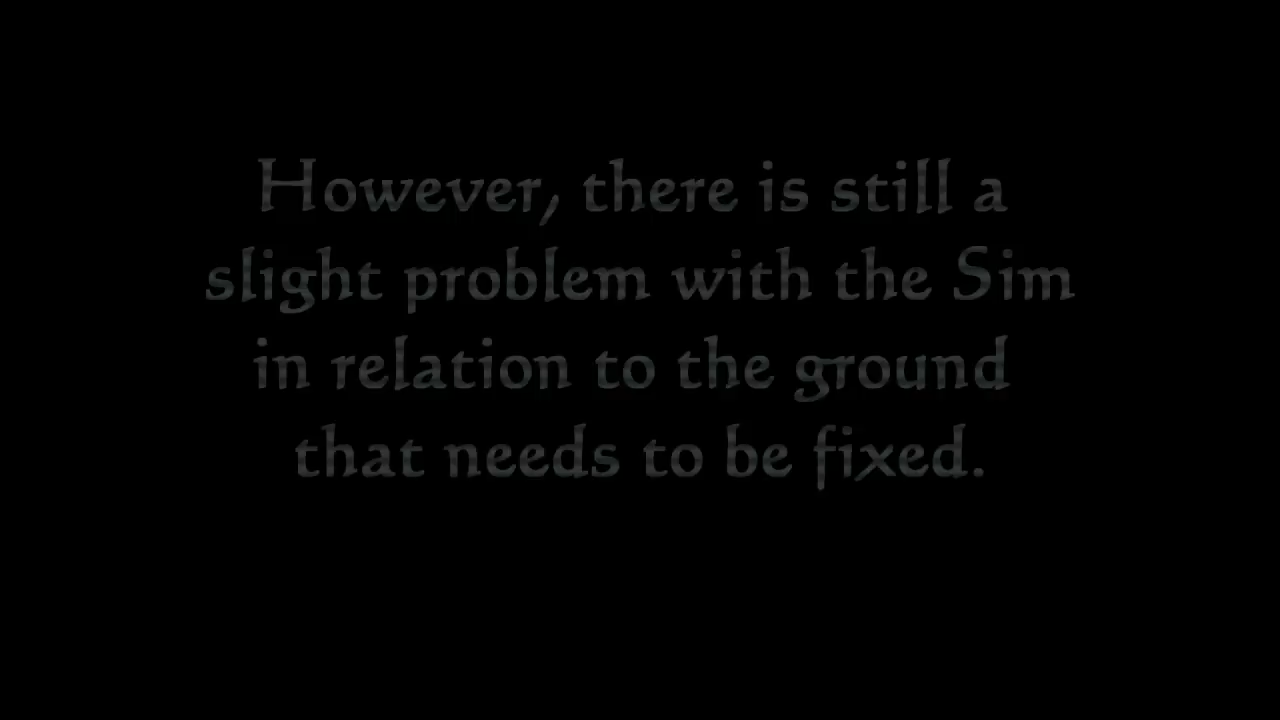 However, there is still a
slight problem with the Sim
in relation to the ground
that needs to be fixed.